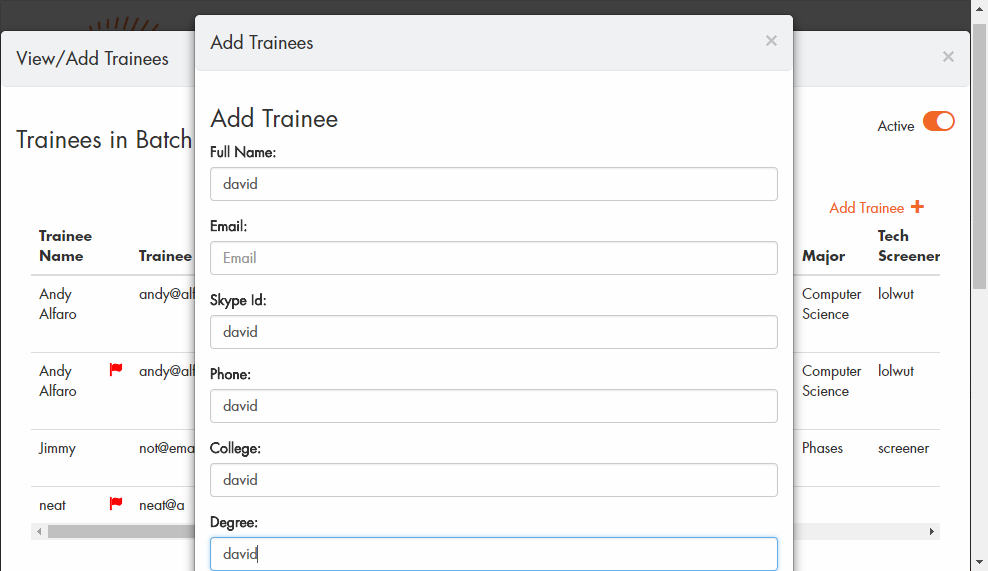 Add Trainees
×
View/Add Trainees
×
Add Trainee
Trainees in Batch
Active
Full Name:
david
Add Trainee +
Email:
Email
Trainee Name
Trainee
Major
Tech Screener
Skype Id:
david
Andy Alfaro
andy@alf
Computer Science
lolwut
Phone:
david
Andy Alfaro
andy@alf
Computer Science
lolwut
College:
david
Jimmy
not@ema
Phases
screener
neat
neat@a
Degree:
david